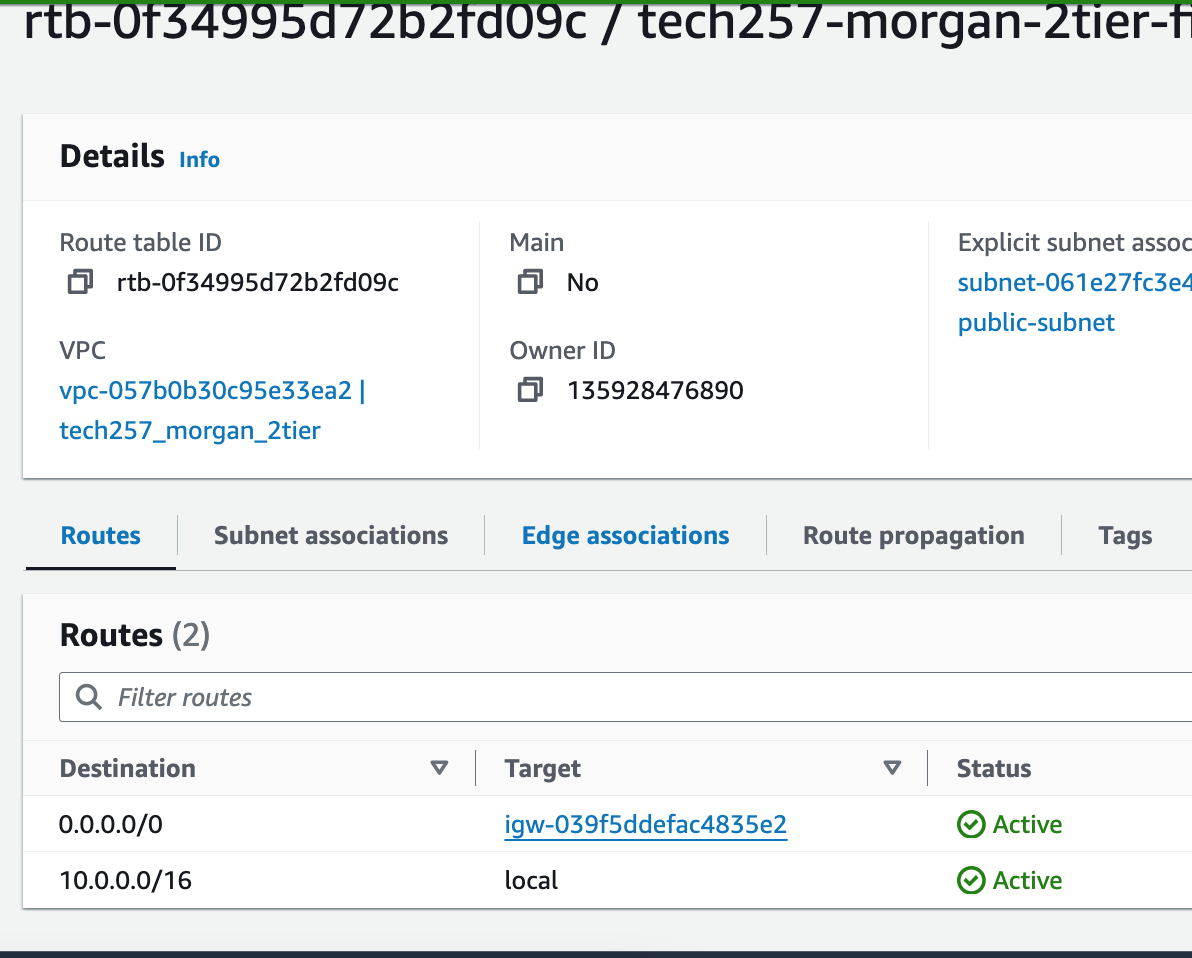 rtb-0f34995d72b2fd09c / tech257-morgan-2tier-f
Details Info
Route table ID
rtb-0f34995d72b2fd09c
Main
No
Explicit subnet assoc
subnet-061e27fc3e4
public-subnet
VPC
vpc-057b0b30c95e33ea2 |
tech257_morgan_2tier
Owner ID
135928476890
Routes Subnet associations Edge associations Route propagation Tags
Routes (2)
Filter routes
Destination Target Status
0.0.0.0/0 igw-039f5ddefac4835e2 Active
10.0.0.0/16 local Active